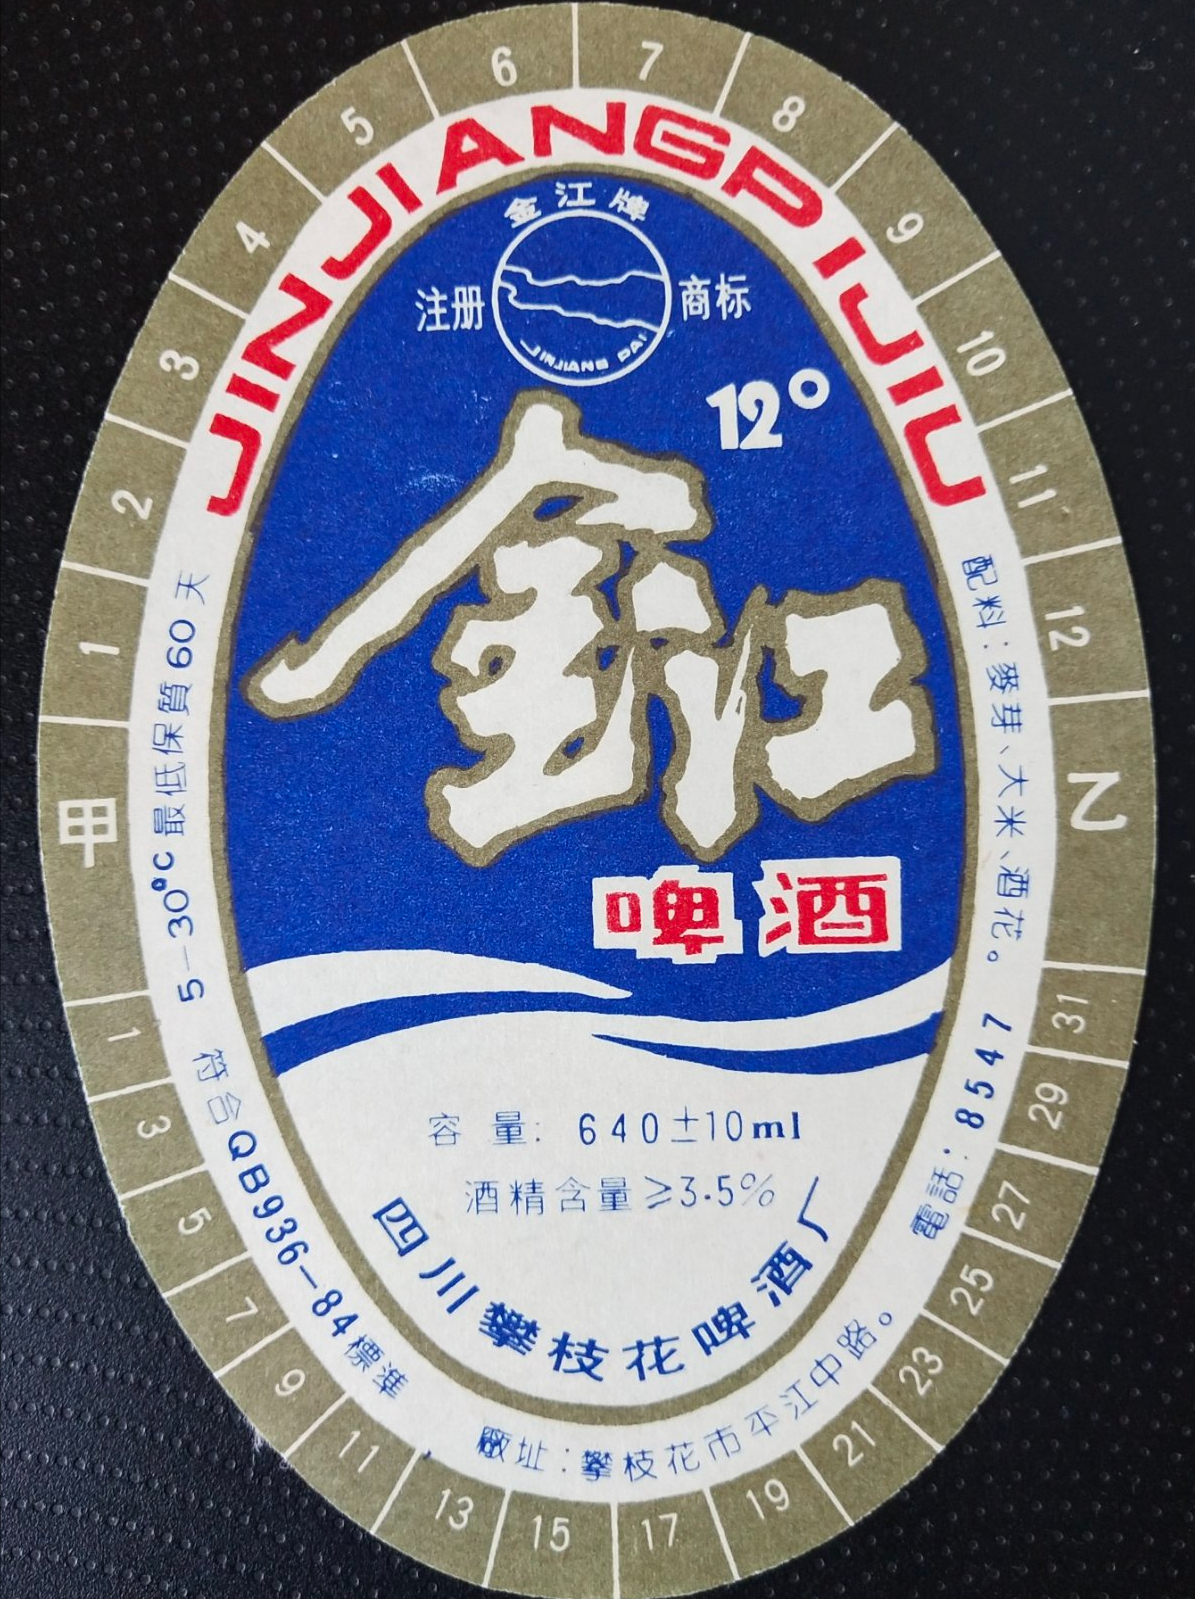 JINJIANGPIJIU
金江牌
注册 商标
JINJIANG PAI
12°
金江
啤酒
容量: 640±10ml
酒精含量≥3.5%
四川攀枝花啤酒厂
5—30°C最低保質60天
符合QB936—84標準
配料：麥芽、大米、酒花。
電話：8547
廠址：攀枝花市平江中路。
甲 1 2 3 4 5 6 7 8 9 10 11 12 乙
1 3 5 7 9 11 13 15 17 19 21 23 25 27 29 31